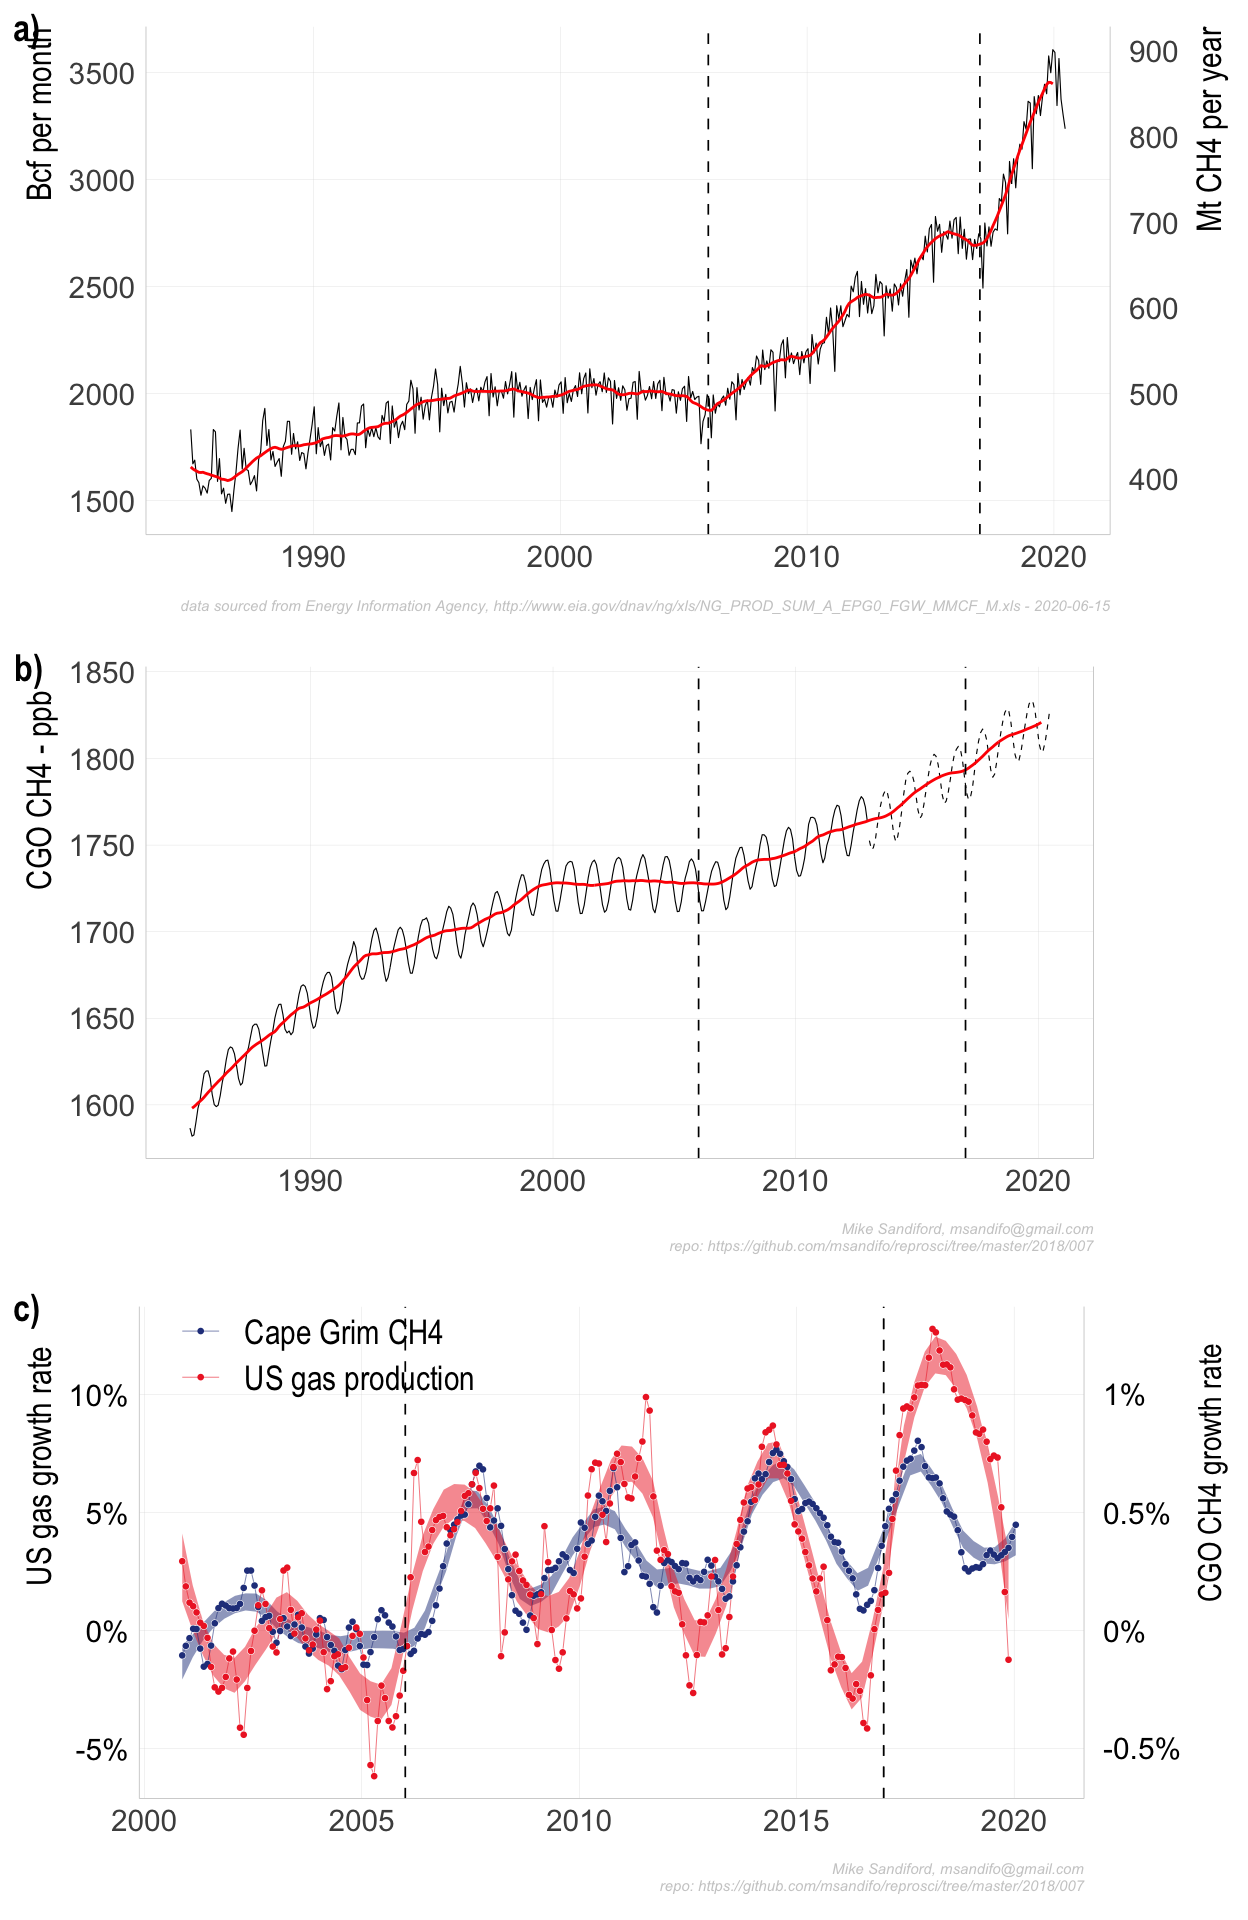 a)
Bcf per month
Mt CH4 per year
3500
3000
2500
2000
1500
900
800
700
600
500
400
1990
2000
2010
2020
data sourced from Energy Information Agency, http://www.eia.gov/dnav/ng/xls/NG_PROD_SUM_A_EPG0_FGW_MMCF_M.xls - 2020-06-15
b)
CGO CH4 - ppb
1850
1800
1750
1700
1650
1600
1990
2000
2010
2020
Mike Sandiford, msandifo@gmail.com
repo: https://github.com/msandifo/reprosci/tree/master/2018/007
c)
Cape Grim CH4
US gas production
US gas growth rate
CGO CH4 growth rate
10%
5%
0%
-5%
1%
0.5%
0%
-0.5%
2000
2005
2010
2015
2020
Mike Sandiford, msandifo@gmail.com
repo: https://github.com/msandifo/reprosci/tree/master/2018/007